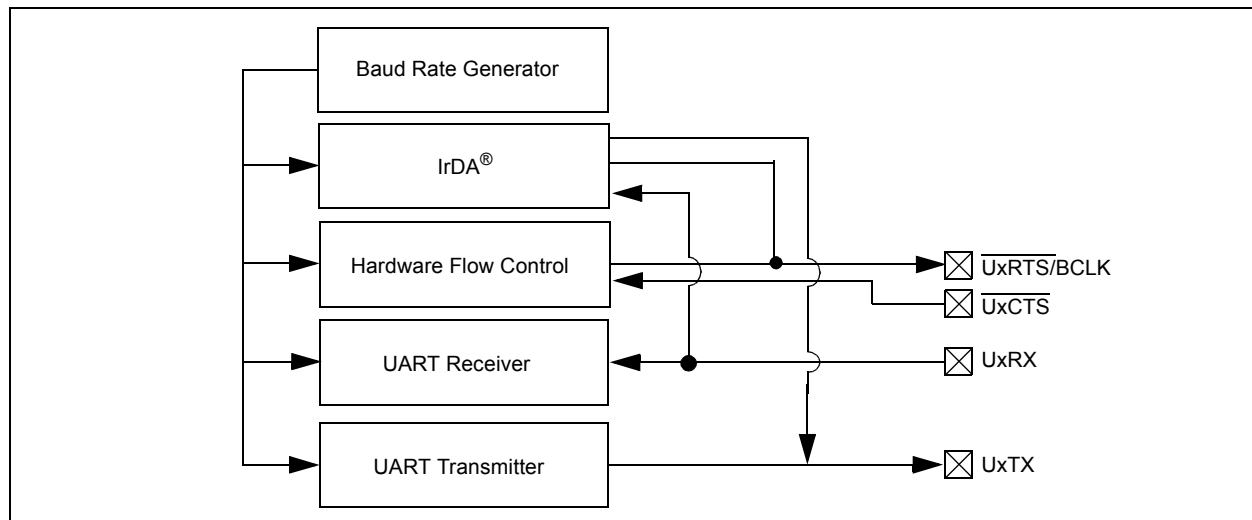 Baud Rate Generator
IrDA®
Hardware Flow Control
UxRTS/BCLK
UxCTS
UART Receiver
UxRX
UART Transmitter
UxTX